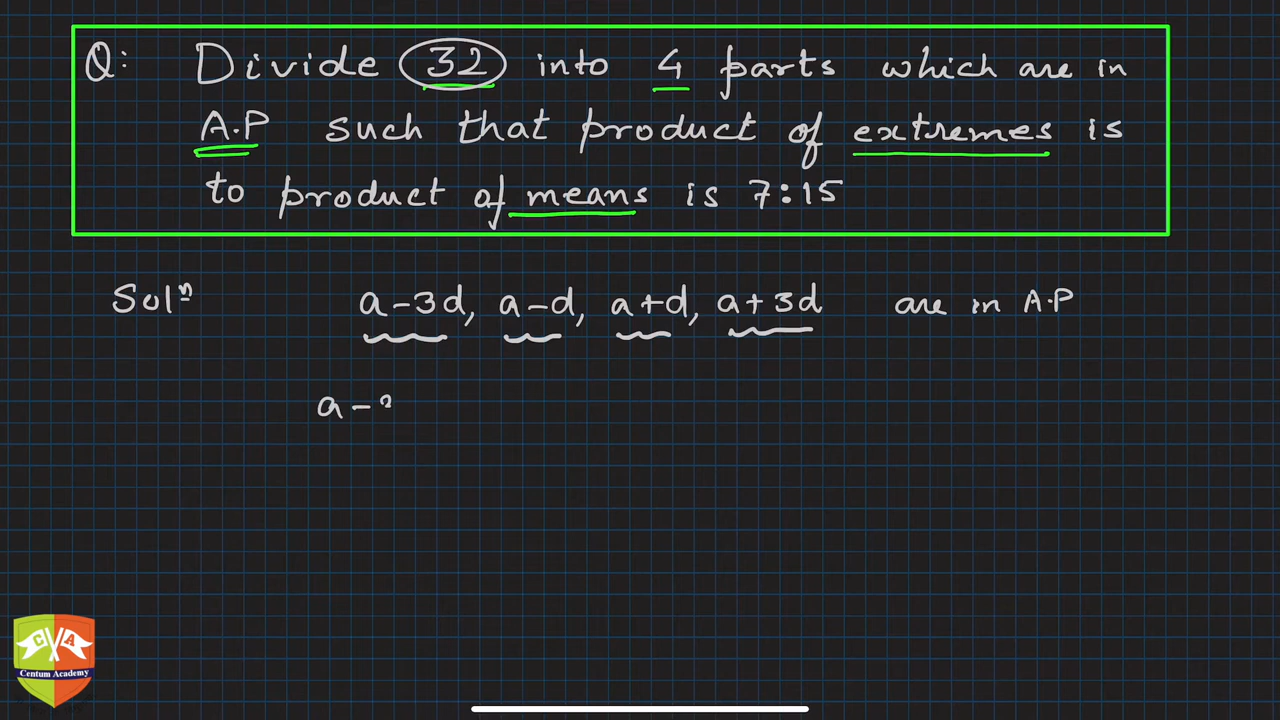 Q: Divide 32 into 4 parts which are in
A.P such that product of extremes is
to product of means is 7:15
Solⁿ a-3d, a-d, a+d, a+3d are in A.P
a-
C A
Centum Academy